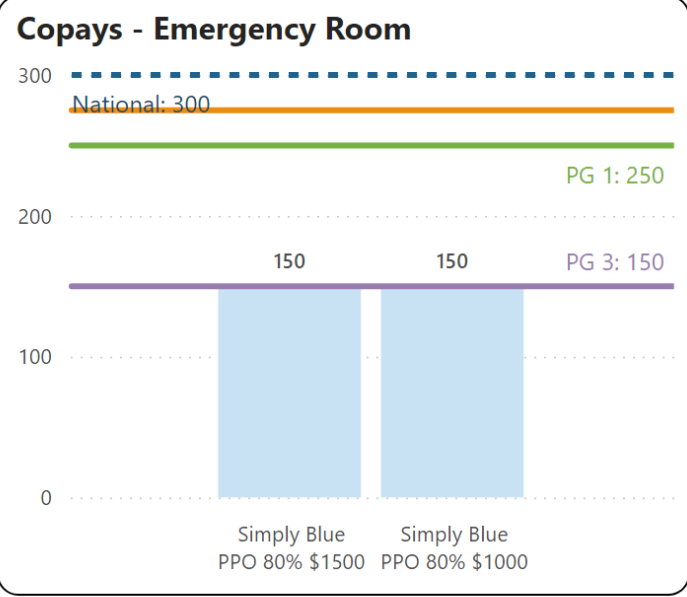 Copays - Emergency Room
300
National: 300
PG 1: 250
200
150
150
PG 3: 150
100
0
Simply Blue
PPO 80% $1500
Simply Blue
PPO 80% $1000